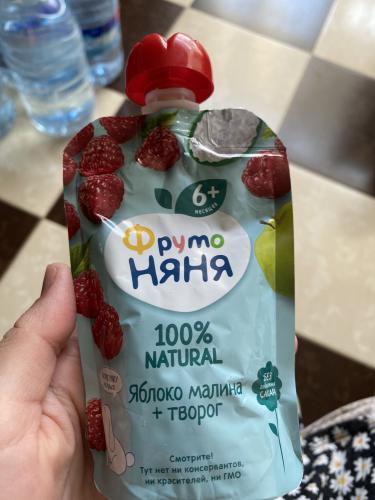 6+
месяцев
Фруто
Няня
100%
NATURAL
Яблоко малина
+ творог
БЕЗ
САХАРА
Смотрите!
Тут нет ни консервантов,
ни красителей, ни ГМО